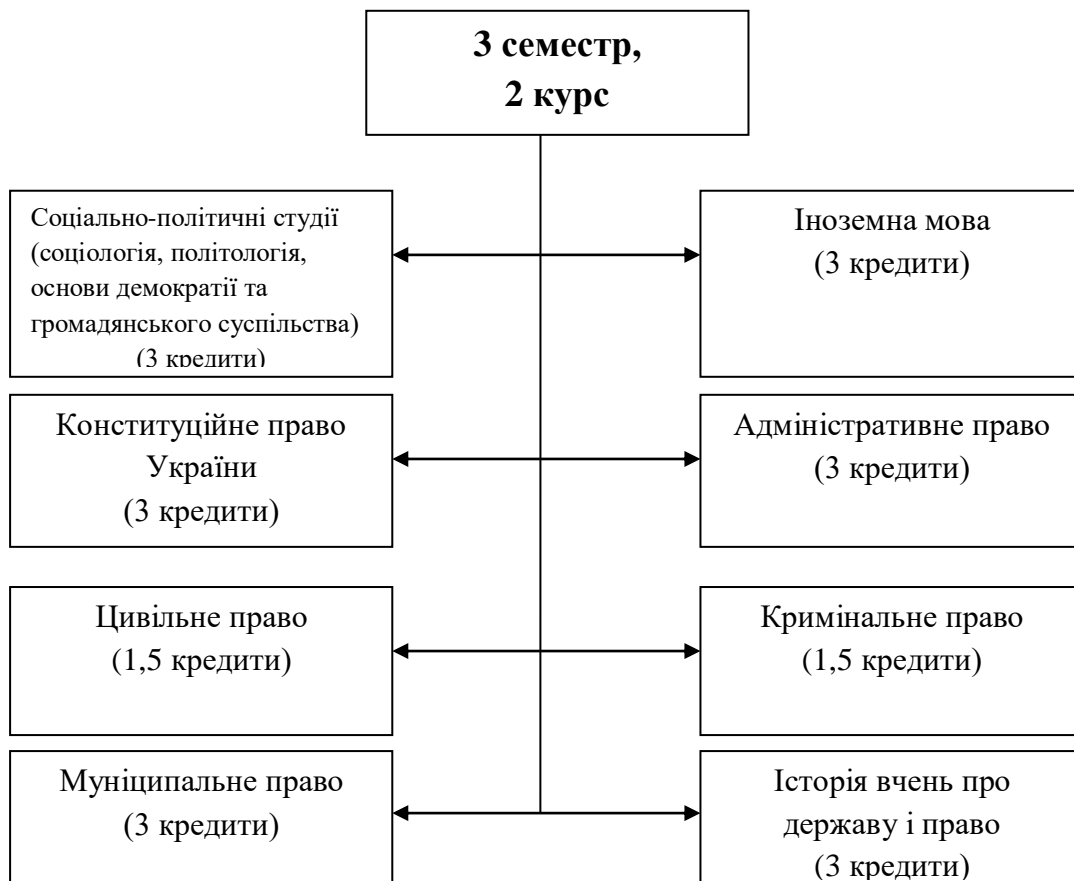 3 семестр,
2 курс
Соціально-політичні студії
(соціологія, політологія,
основи демократії та
громадянського суспільства)
(3 кредити)
Іноземна мова
(3 кредити)
Конституційне право
України
(3 кредити)
Адміністративне право
(3 кредити)
Цивільне право
(1,5 кредити)
Кримінальне право
(1,5 кредити)
Муніципальне право
(3 кредити)
Історія вчень про
державу і право
(3 кредити)